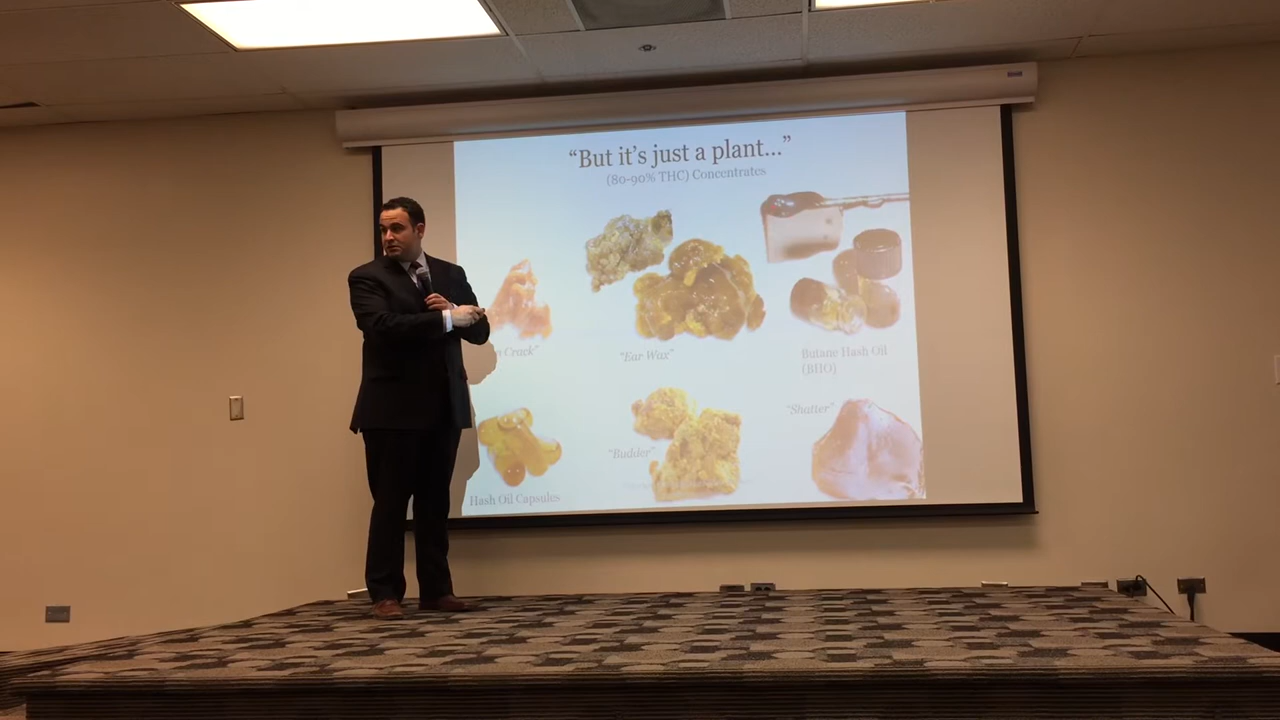 “But it’s just a plant...”
(80-90% THC) Concentrates
Crack”
“Ear Wax”
Butane Hash Oil
(BHO)
“Shatter”
“Budder”
Hash Oil Capsules